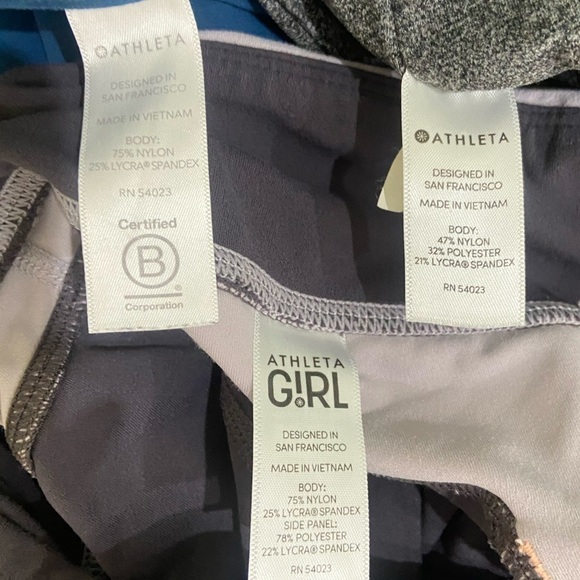 ATHLETA
DESIGNED IN
SAN FRANCISCO
MADE IN VIETNAM
BODY:
75% NYLON
25% LYCRA® SPANDEX
RN 54023
Certified
B
®
Corporation
ATHLETA
DESIGNED IN
SAN FRANCISCO
MADE IN VIETNAM
BODY:
47% NYLON
32% POLYESTER
21% LYCRA® SPANDEX
RN 54023
ATHLETA
G!RL
DESIGNED IN
SAN FRANCISCO
MADE IN VIETNAM
BODY:
75% NYLON
25% LYCRA® SPANDEX
SIDE PANEL:
78% POLYESTER
22% LYCRA® SPANDEX
RN 54023